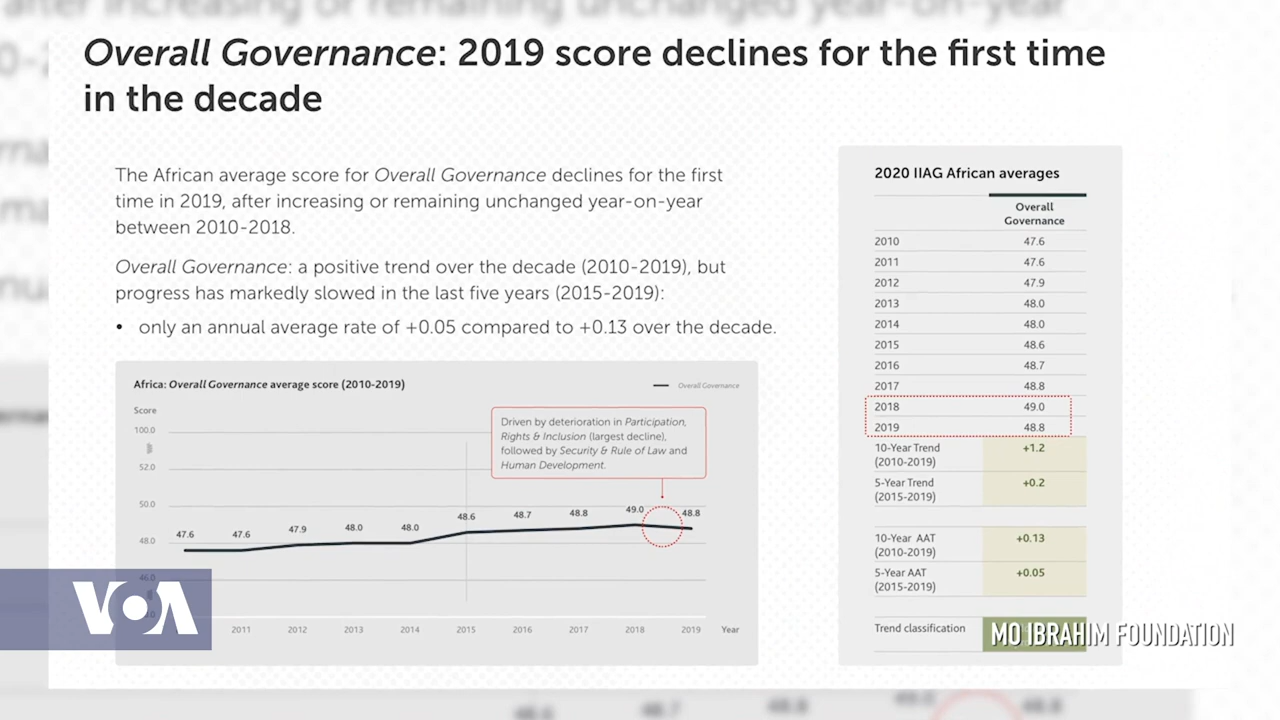 Overall Governance: 2019 score declines for the first time
in the decade
The African average score for Overall Governance declines for the first
time in 2019, after increasing or remaining unchanged year-on-year
between 2010-2018.
Overall Governance: a positive trend over the decade (2010-2019), but
progress has markedly slowed in the last five years (2015-2019):
• only an annual average rate of +0.05 compared to +0.13 over the decade.
Africa: Overall Governance average score (2010-2019)
Overall Governance
Score
100.0
52.0
50.0
48.0
46.0
Driven by deterioration in Participation,
Rights & Inclusion (largest decline),
followed by Security & Rule of Law and
Human Development.
47.6 47.6 47.9 48.0 48.0 48.6 48.7 48.8 49.0 48.8
2011 2012 2013 2014 2015 2016 2017 2018 2019 Year
2020 IIAG African averages
Overall
Governance
2010 47.6
2011 47.6
2012 47.9
2013 48.0
2014 48.0
2015 48.6
2016 48.7
2017 48.8
2018 49.0
2019 48.8
10-Year Trend
(2010-2019) +1.2
5-Year Trend
(2015-2019) +0.2
10-Year AAT
(2010-2019) +0.13
5-Year AAT
(2015-2019) +0.05
Trend classification
VOA
MO IBRAHIM FOUNDATION